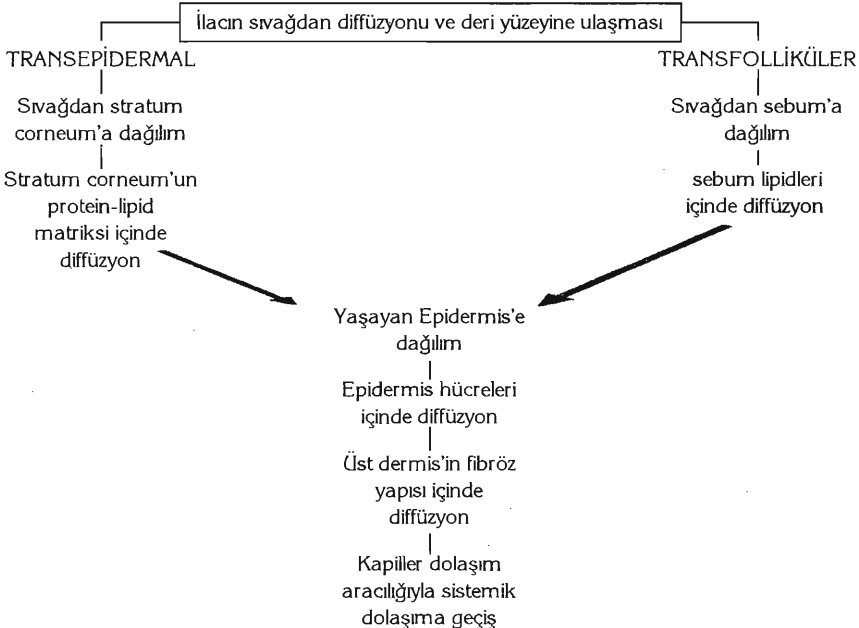 İlacın sıvağdan diffüzyonu ve deri yüzeyine ulaşması
TRANSEPİDERMAL
Sıvağdan stratum
corneum'a dağılım
Stratum corneum'un
protein-lipid
matriksi içinde
diffüzyon
TRANSFOLLİKÜLER
Sıvağdan sebum'a
dağılım
sebum lipidleri
içinde diffüzyon
Yaşayan Epidermis'e
dağılım
Epidermis hücreleri
içinde diffüzyon
Üst dermis'in fibröz
yapısı içinde
diffüzyon
Kapiller dolaşım
aracılığıyla sistemik
dolaşıma geçiş